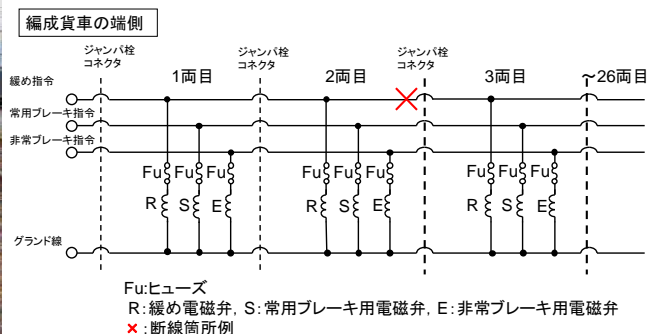 編成貨車の端側
ジャンパ栓
コネクタ
ジャンパ栓
コネクタ
ジャンパ栓
コネクタ
1両目
2両目
3両目
～26両目
緩め指令
常用ブレーキ指令
非常ブレーキ指令
Fu Fu Fu
Fu Fu Fu
Fu Fu Fu
R S E
R S E
R S E
グランド線
Fu:ヒューズ
R:緩め電磁弁, S:常用ブレーキ用電磁弁, E:非常ブレーキ用電磁弁
×:断線箇所例